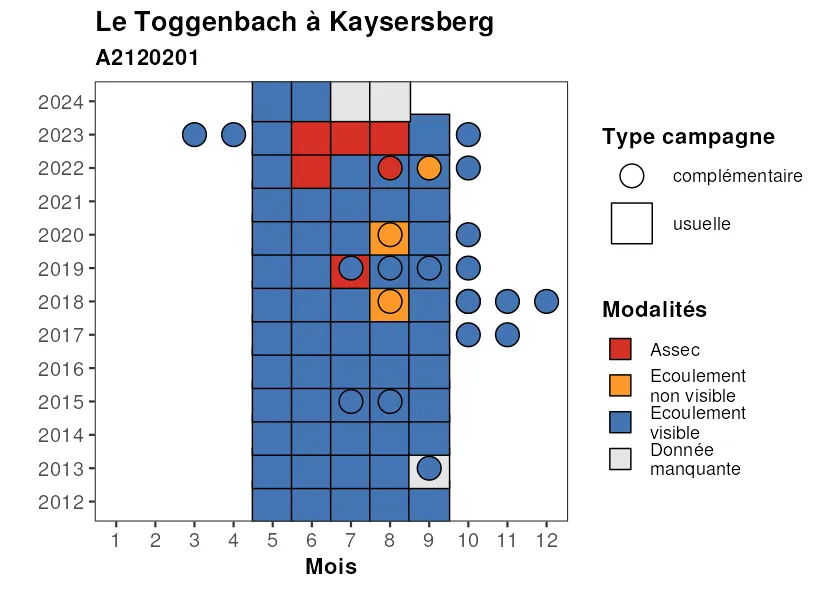 Le Toggenbach à Kaysersberg
A2120201
2024
2023
2022
2021
2020
2019
2018
2017
2016
2015
2014
2013
2012
1 2 3 4 5 6 7 8 9 10 11 12
Mois
Type campagne
complémentaire
usuelle
Modalités
Assec
Ecoulement
non visible
Ecoulement
visible
Donnée
manquante